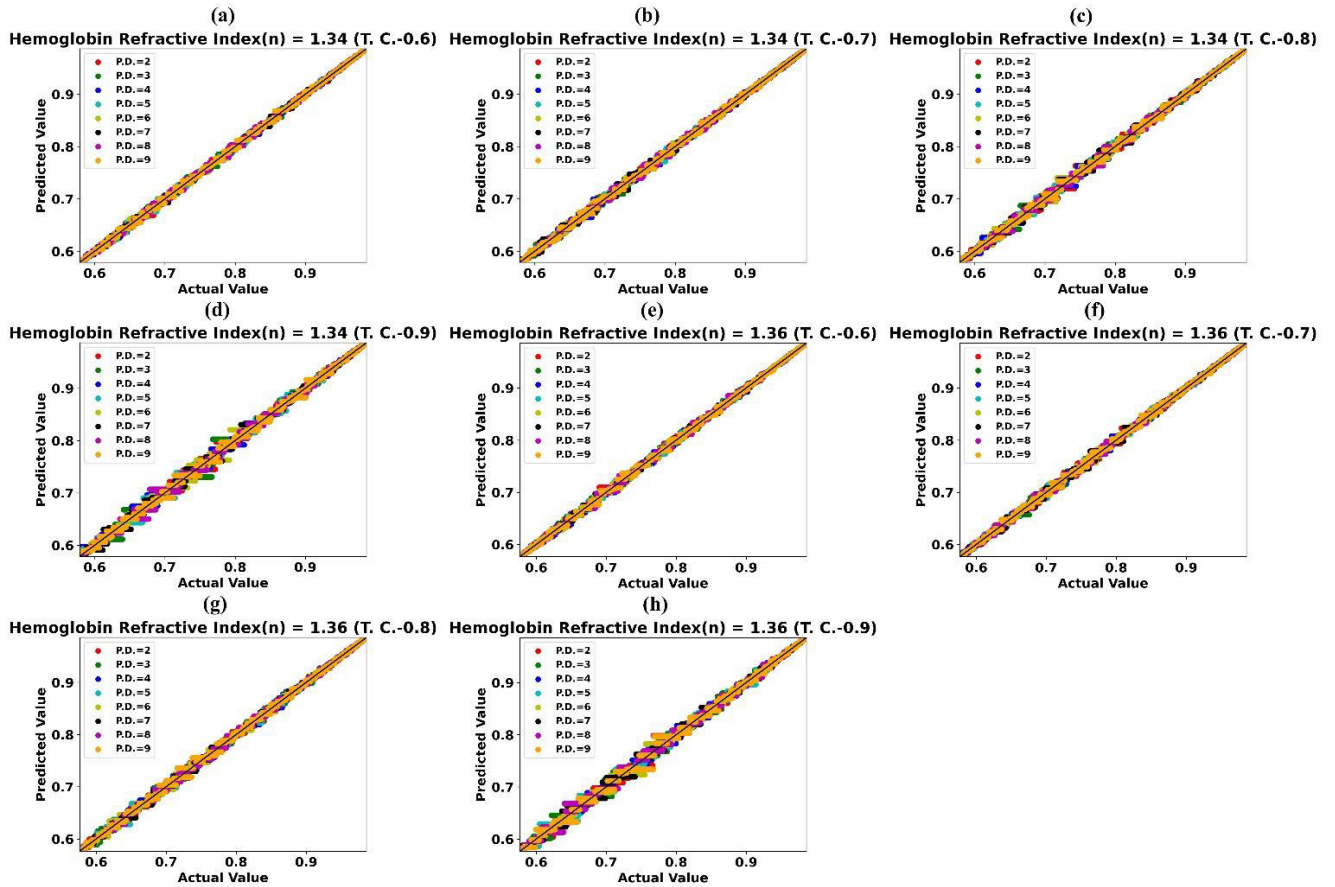 (a)
Hemoglobin Refractive Index(n) = 1.34 (T. C.-0.6)
P.D.=2
P.D.=3
P.D.=4
P.D.=5
P.D.=6
P.D.=7
P.D.=8
P.D.=9
Predicted Value
0.9
0.8
0.7
0.6
0.6 0.7 0.8 0.9
Actual Value
(b)
Hemoglobin Refractive Index(n) = 1.34 (T. C.-0.7)
P.D.=2
P.D.=3
P.D.=4
P.D.=5
P.D.=6
P.D.=7
P.D.=8
P.D.=9
Predicted Value
0.9
0.8
0.7
0.6
0.6 0.7 0.8 0.9
Actual Value
(c)
Hemoglobin Refractive Index(n) = 1.34 (T. C.-0.8)
P.D.=2
P.D.=3
P.D.=4
P.D.=5
P.D.=6
P.D.=7
P.D.=8
P.D.=9
Predicted Value
0.9
0.8
0.7
0.6
0.6 0.7 0.8 0.9
Actual Value
(d)
Hemoglobin Refractive Index(n) = 1.34 (T. C.-0.9)
P.D.=2
P.D.=3
P.D.=4
P.D.=5
P.D.=6
P.D.=7
P.D.=8
P.D.=9
Predicted Value
0.9
0.8
0.7
0.6
0.6 0.7 0.8 0.9
Actual Value
(e)
Hemoglobin Refractive Index(n) = 1.36 (T. C.-0.6)
P.D.=2
P.D.=3
P.D.=4
P.D.=5
P.D.=6
P.D.=7
P.D.=8
P.D.=9
Predicted Value
0.9
0.8
0.7
0.6
0.6 0.7 0.8 0.9
Actual Value
(f)
Hemoglobin Refractive Index(n) = 1.36 (T. C.-0.7)
P.D.=2
P.D.=3
P.D.=4
P.D.=5
P.D.=6
P.D.=7
P.D.=8
P.D.=9
Predicted Value
0.9
0.8
0.7
0.6
0.6 0.7 0.8 0.9
Actual Value
(g)
Hemoglobin Refractive Index(n) = 1.36 (T. C.-0.8)
P.D.=2
P.D.=3
P.D.=4
P.D.=5
P.D.=6
P.D.=7
P.D.=8
P.D.=9
Predicted Value
0.9
0.8
0.7
0.6
0.6 0.7 0.8 0.9
Actual Value
(h)
Hemoglobin Refractive Index(n) = 1.36 (T. C.-0.9)
P.D.=2
P.D.=3
P.D.=4
P.D.=5
P.D.=6
P.D.=7
P.D.=8
P.D.=9
Predicted Value
0.9
0.8
0.7
0.6
0.6 0.7 0.8 0.9
Actual Value